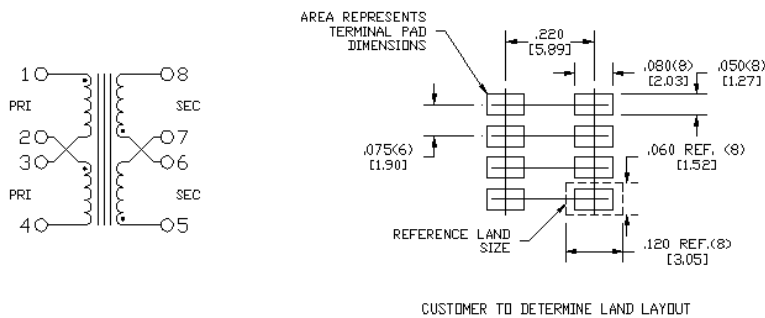 AREA REPRESENTS
TERMINAL PAD
DIMENSIONS
.220
[5.89]
.080(8)
[2.03]
.050(8)
[1.27]
1
8
PRI
SEC
2
7
3
6
PRI
SEC
4
5
.075(6)
[1.90]
.060 REF. (8)
[1.52]
REFERENCE LAND
SIZE
.120 REF.(8)
[3.05]
CUSTOMER TO DETERMINE LAND LAYOUT